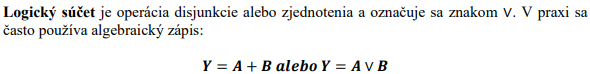 Logický súčet je operácia disjunkcie alebo zjednotenia a označuje sa znakom ∨. V praxi sa
často používa algebraický zápis:
Y = A + B alebo Y = A ∨ B